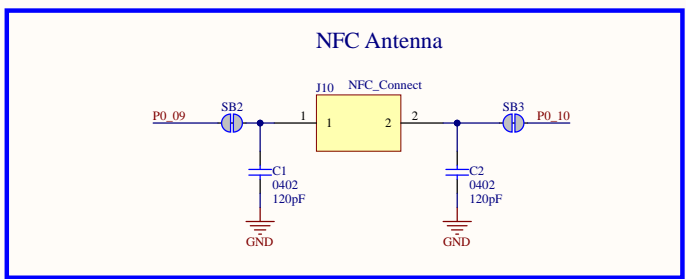 NFC Antenna
J10 NFC_Connect
P0_09 SB2 1 1 2 2 SB3 P0_10
C1
0402
120pF
C2
0402
120pF
GND
GND